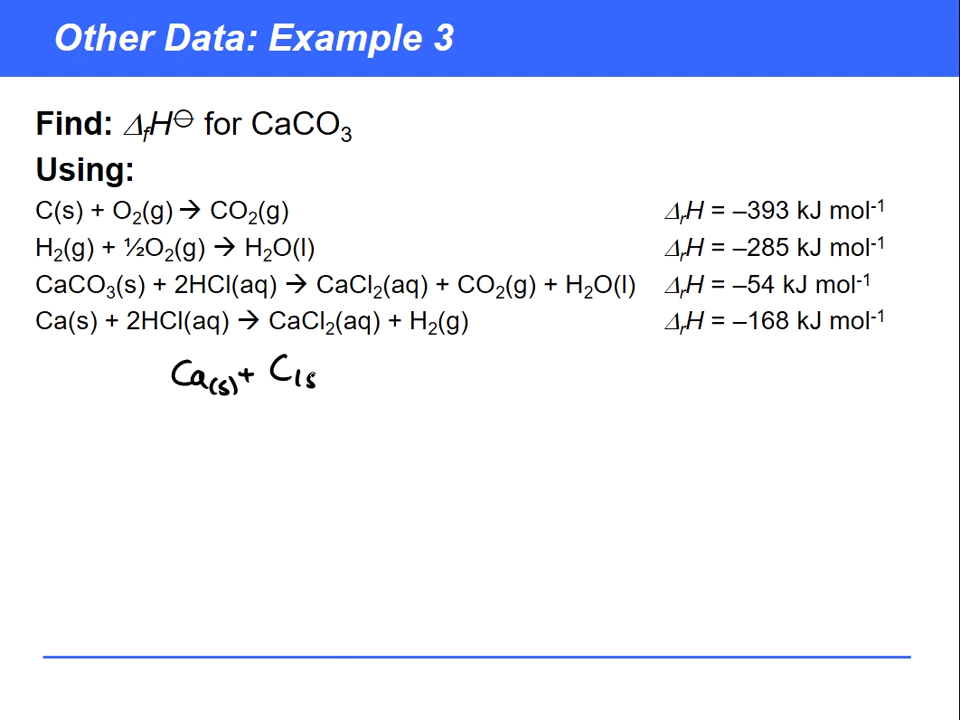 Other Data: Example 3
Find: ΔfH⊖ for CaCO₃
Using:
C(s) + O₂(g) → CO₂(g) ΔrH = –393 kJ mol⁻¹
H₂(g) + ½O₂(g) → H₂O(l) ΔrH = –285 kJ mol⁻¹
CaCO₃(s) + 2HCl(aq) → CaCl₂(aq) + CO₂(g) + H₂O(l) ΔrH = –54 kJ mol⁻¹
Ca(s) + 2HCl(aq) → CaCl₂(aq) + H₂(g) ΔrH = –168 kJ mol⁻¹
Ca(s) + C(s